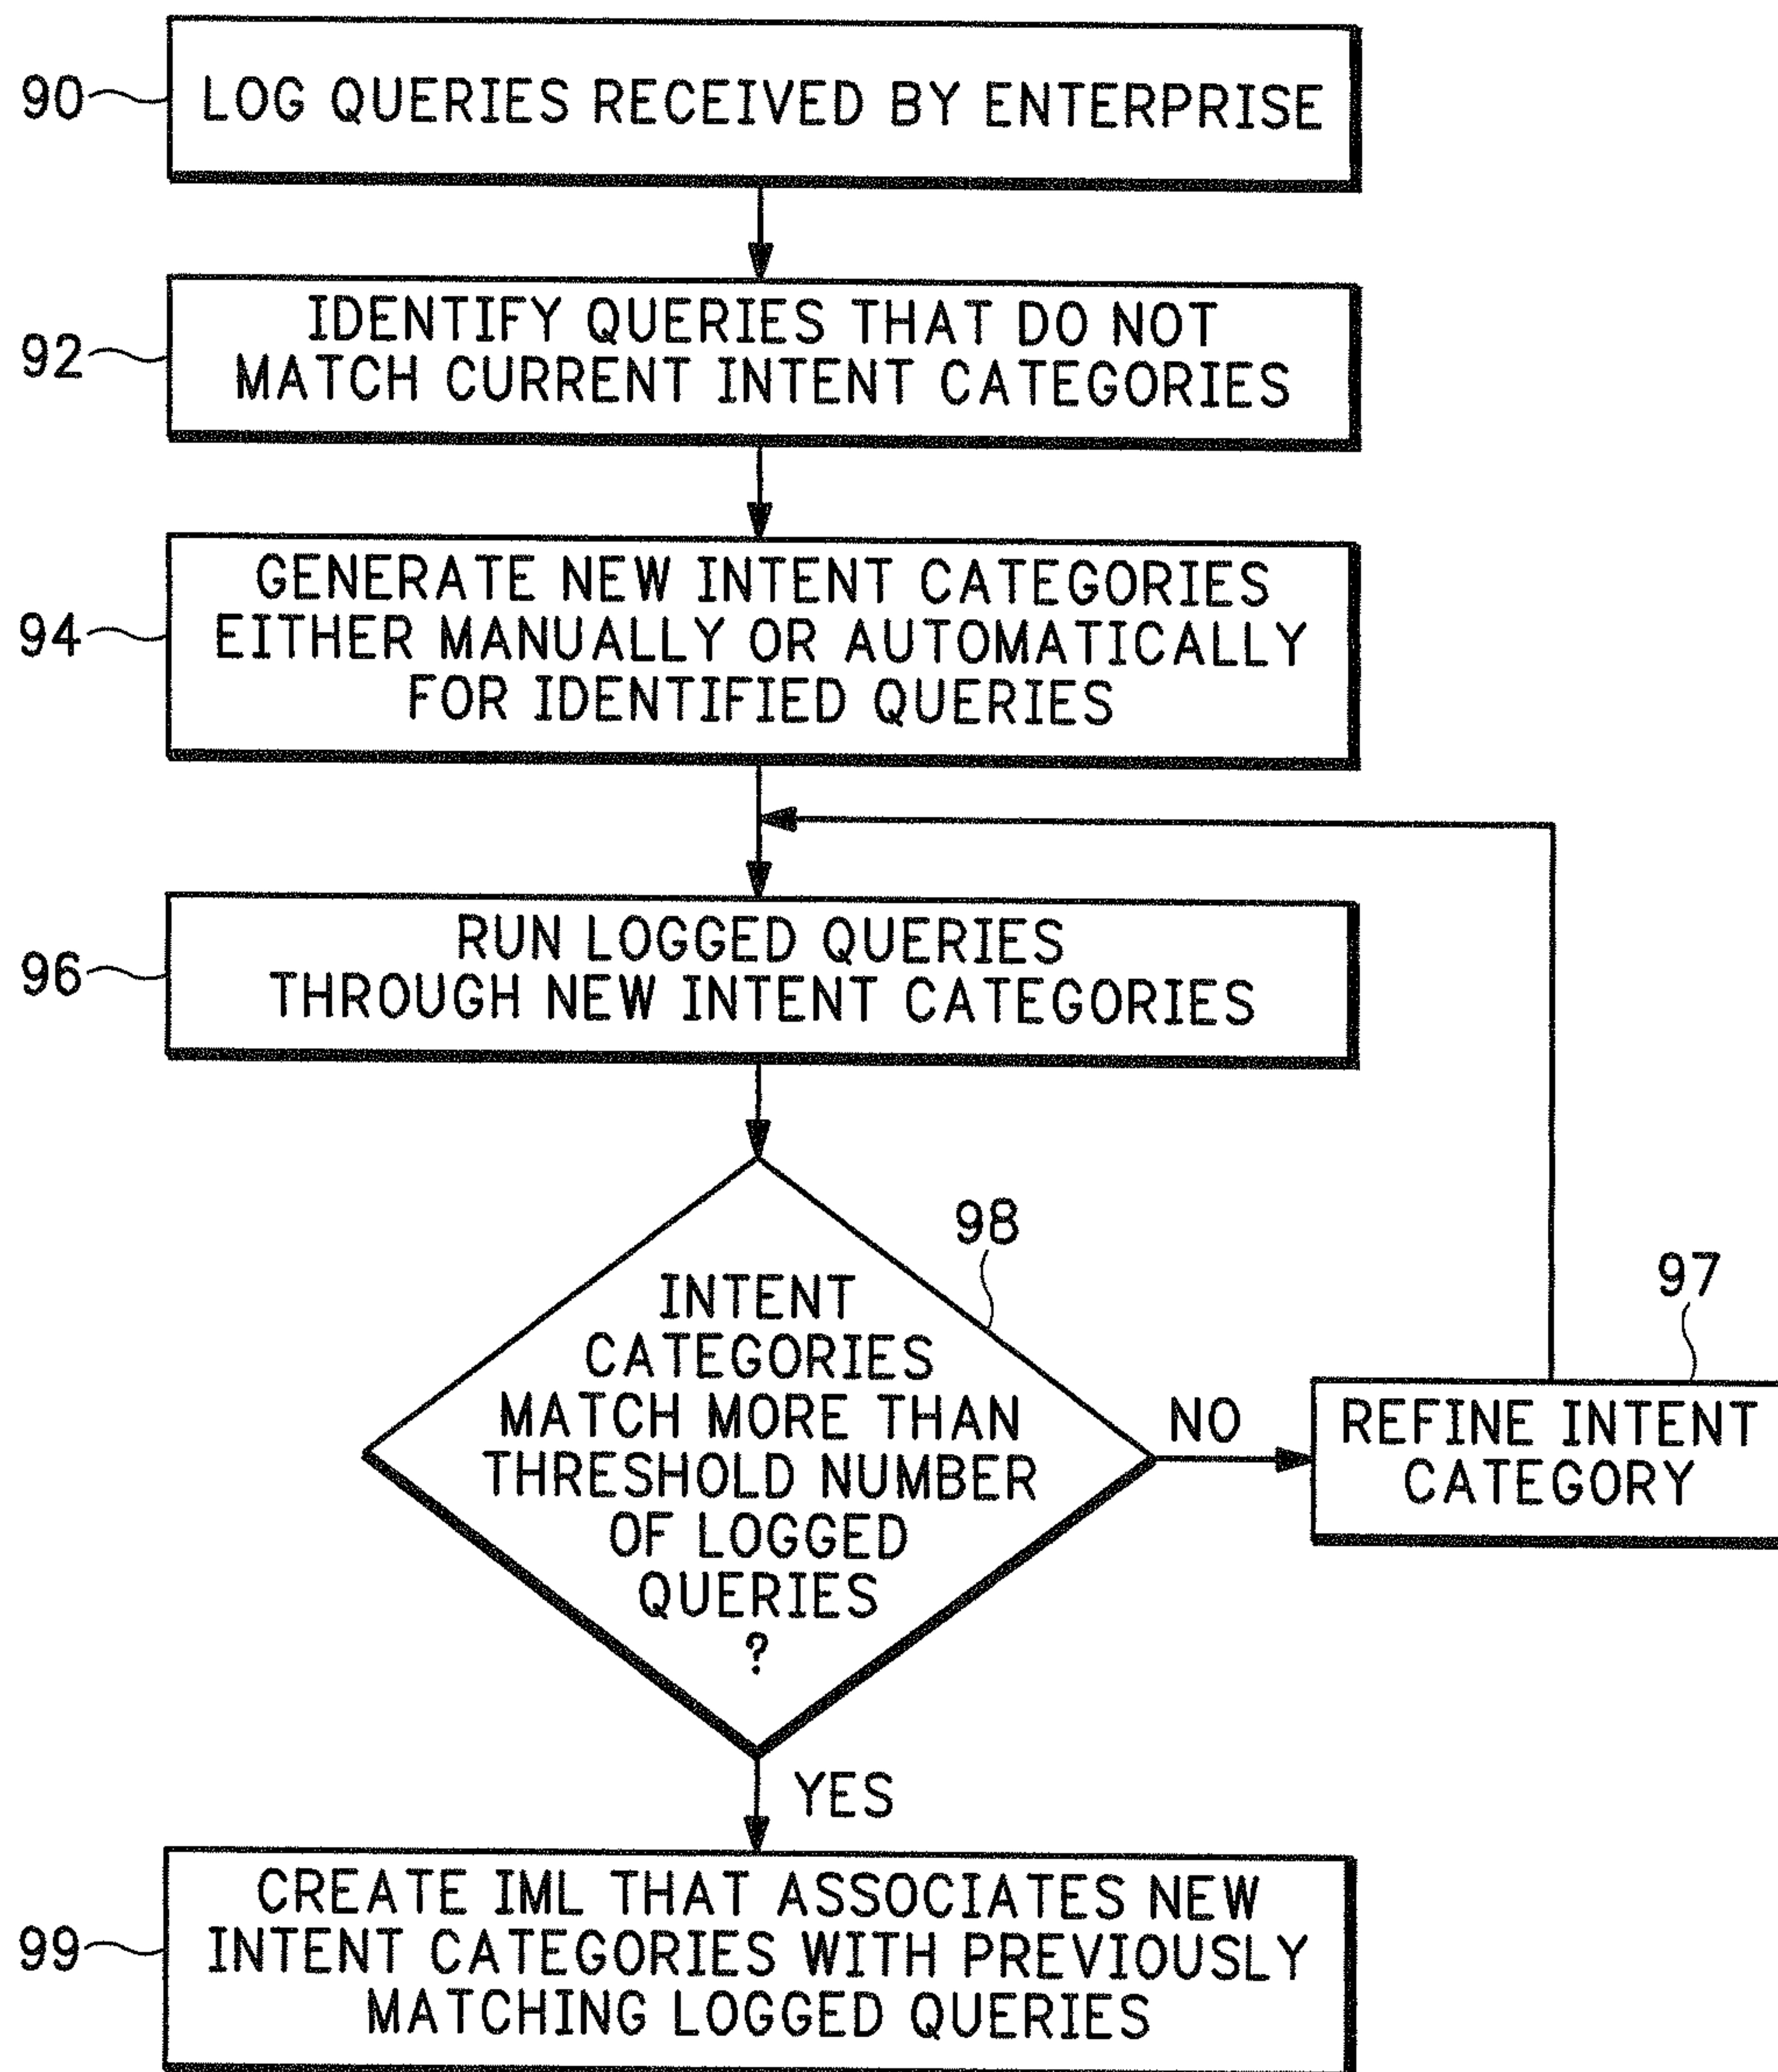 90
LOG QUERIES RECEIVED BY ENTERPRISE
92
IDENTIFY QUERIES THAT DO NOT
MATCH CURRENT INTENT CATEGORIES
94
GENERATE NEW INTENT CATEGORIES
EITHER MANUALLY OR AUTOMATICALLY
FOR IDENTIFIED QUERIES
96
RUN LOGGED QUERIES
THROUGH NEW INTENT CATEGORIES
98
INTENT
CATEGORIES
MATCH MORE THAN
THRESHOLD NUMBER
OF LOGGED
QUERIES
?
NO
97
REFINE INTENT
CATEGORY
YES
99
CREATE IML THAT ASSOCIATES NEW
INTENT CATEGORIES WITH PREVIOUSLY
MATCHING LOGGED QUERIES